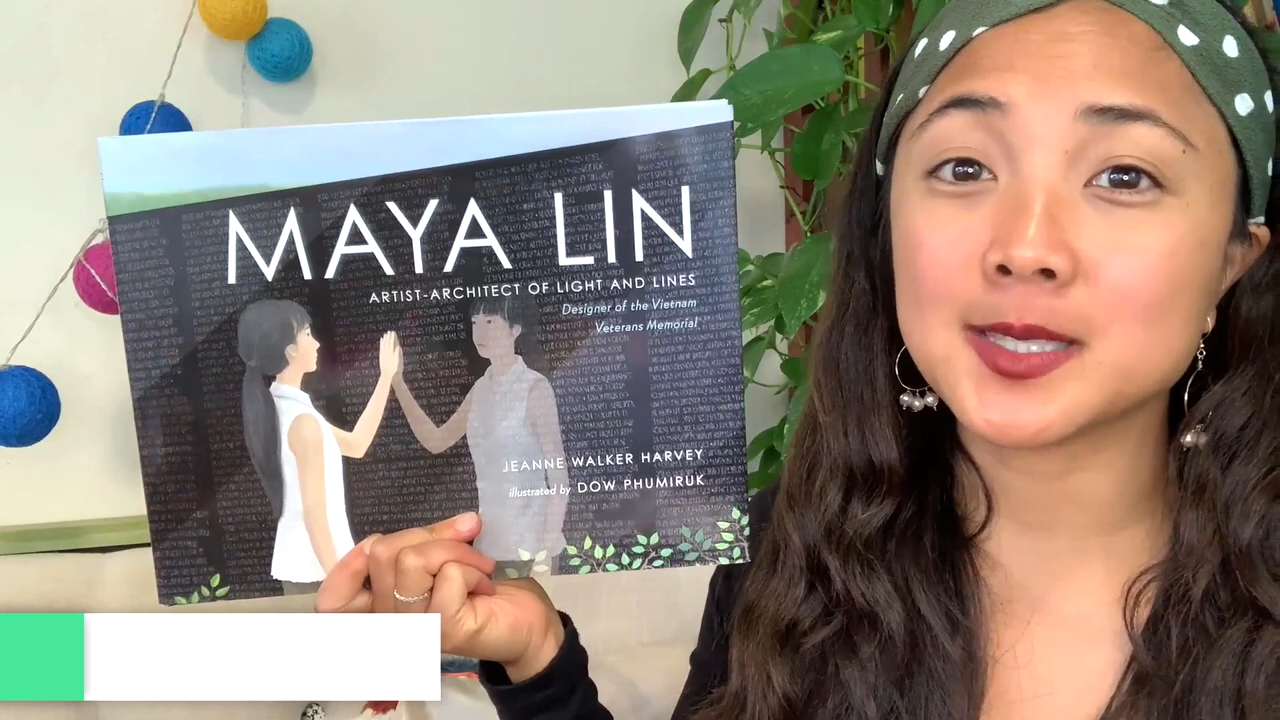 MAYA LIN
ARTIST-ARCHITECT OF LIGHT AND LINES
Designer of the Vietnam
Veterans Memorial
JEANNE WALKER HARVEY
illustrated by DOW PHUMIRUK